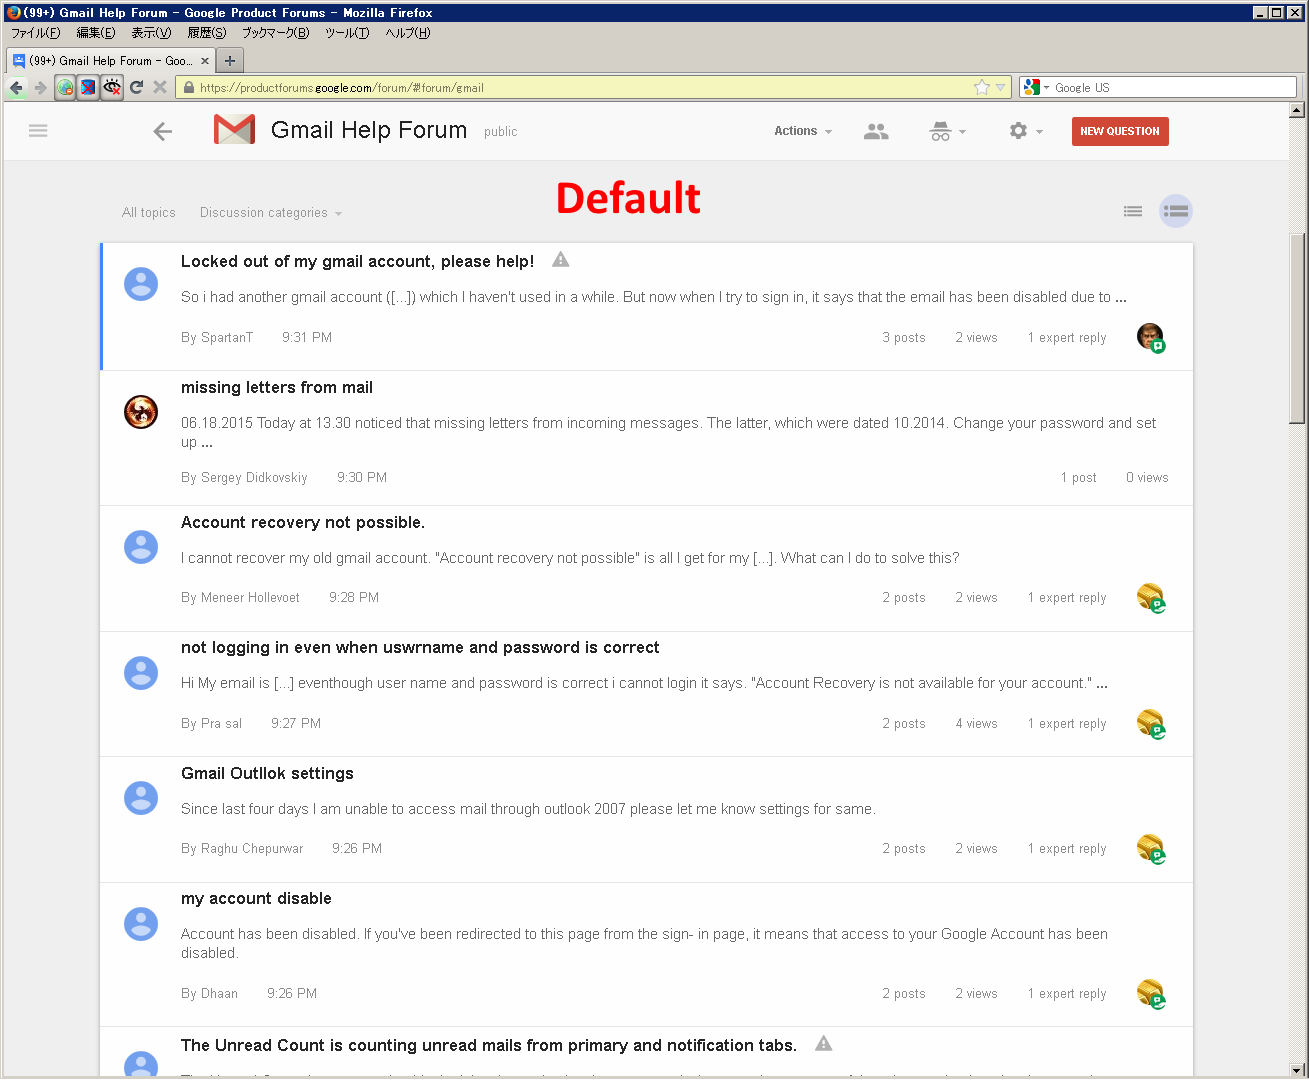 (99+) Gmail Help Forum - Google Product Forums - Mozilla Firefox
ファイル(F) 編集(E) 表示(V) 履歴(S) ブックマーク(B) ツール(T) ヘルプ(H)
(99+) Gmail Help Forum - Goo...
https://productforums.google.com/forum/#!forum/gmail
Google US
Gmail Help Forum public Actions NEW QUESTION
Default
All topics Discussion categories
Locked out of my gmail account, please help!
So i had another gmail account ([...]) which I haven't used in a while. But now when I try to sign in, it says that the email has been disabled due to ...
By SpartanT 9:31 PM 3 posts 2 views 1 expert reply
missing letters from mail
06.18.2015 Today at 13.30 noticed that missing letters from incoming messages. The latter, which were dated 10.2014. Change your password and set
up ...
By Sergey Didkovskiy 9:30 PM 1 post 0 views
Account recovery not possible.
I cannot recover my old gmail account. "Account recovery not possible" is all I get for my [...]. What can I do to solve this?
By Meneer Hollevoet 9:28 PM 2 posts 2 views 1 expert reply
not logging in even when uswrname and password is correct
Hi My email is [...] eventhough user name and password is correct i cannot login it says. "Account Recovery is not available for your account." ...
By Pra sal 9:27 PM 2 posts 4 views 1 expert reply
Gmail Outllok settings
Since last four days I am unable to access mail through outlook 2007 please let me know settings for same.
By Raghu Chepurwar 9:26 PM 2 posts 2 views 1 expert reply
my account disable
Account has been disabled. If you've been redirected to this page from the sign- in page, it means that access to your Google Account has been
disabled.
By Dhaan 9:26 PM 2 posts 2 views 1 expert reply
The Unread Count is counting unread mails from primary and notification tabs.